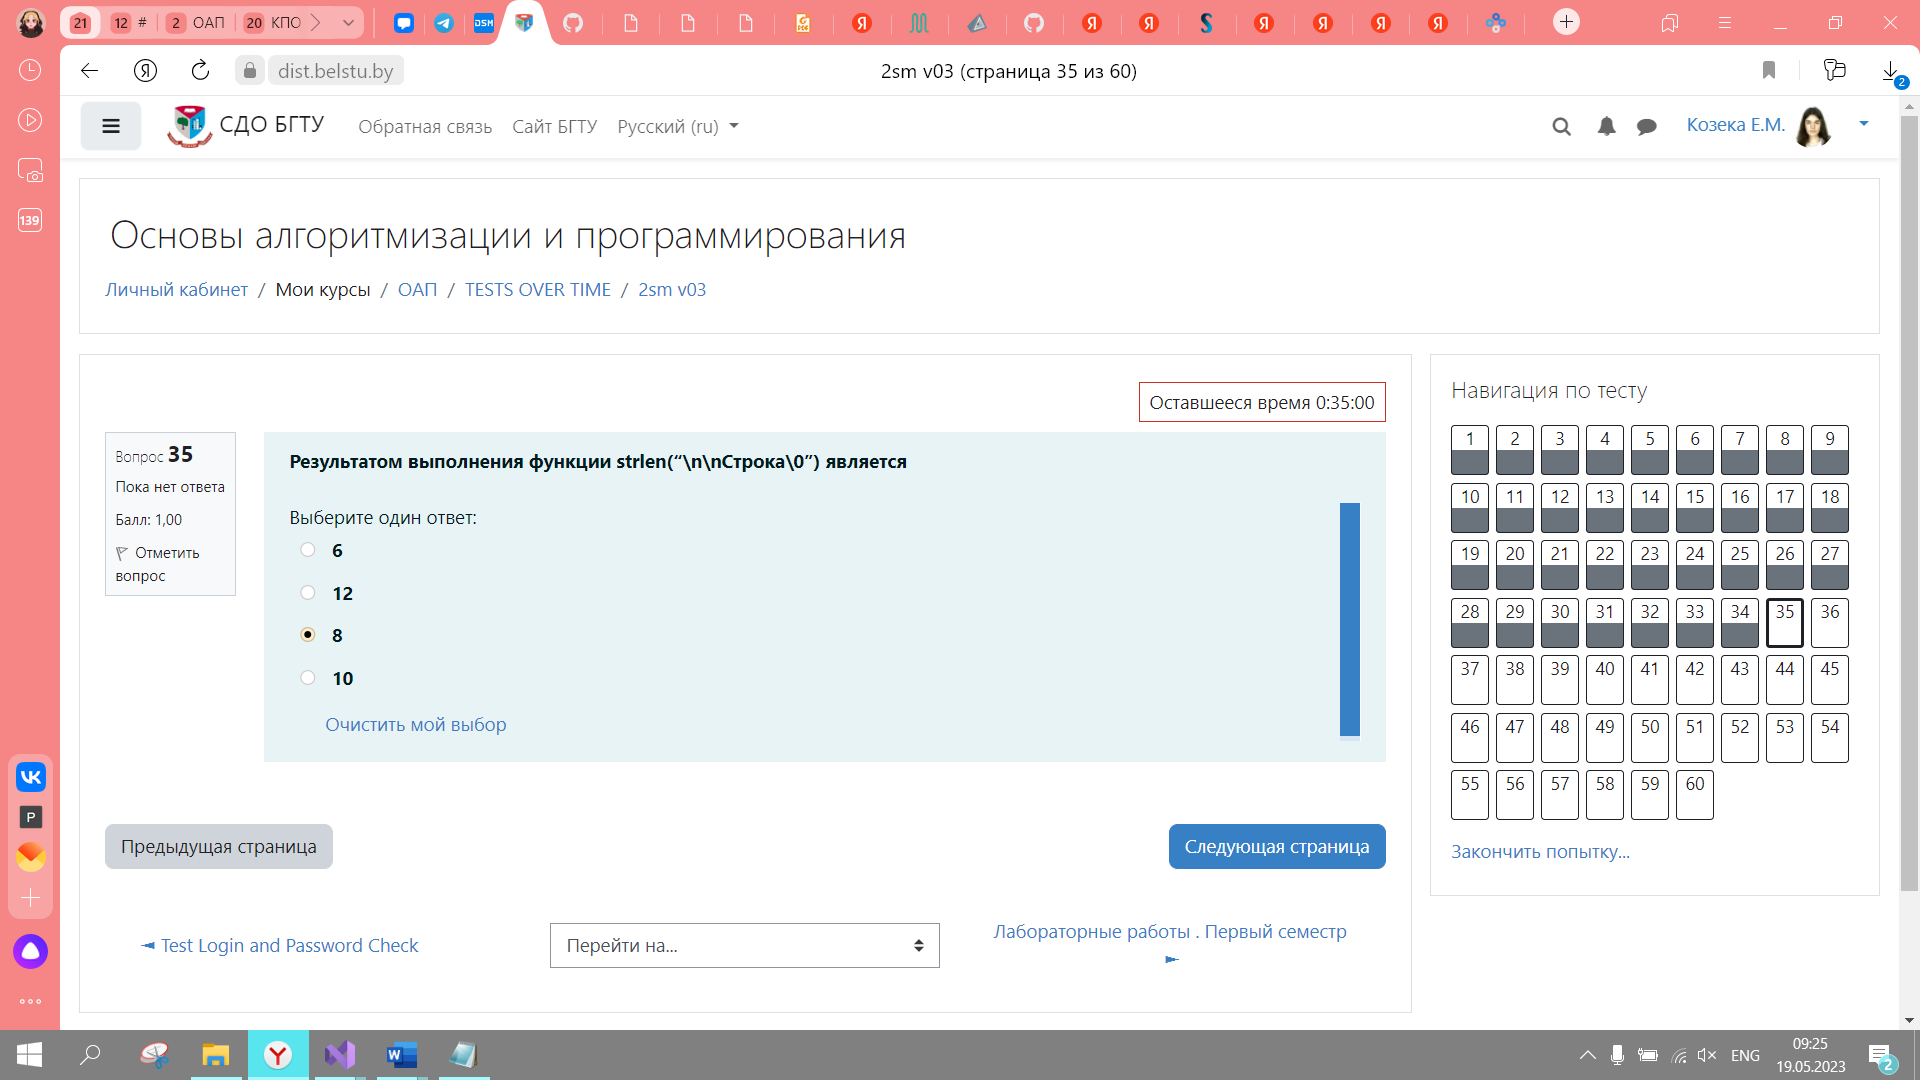 21
12 #
2 ОАП
20 КПО
DSM
dist.belstu.by
2sm v03 (страница 35 из 60)
2
139
СДО БГТУ
Обратная связь
Сайт БГТУ
Русский (ru)
Козека Е.М.
Основы алгоритмизации и программирования
Личный кабинет / Мои курсы / ОАП / TESTS OVER TIME / 2sm v03
Оставшееся время 0:35:00
Вопрос 35
Пока нет ответа
Балл: 1,00
Отметить
вопрос
Результатом выполнения функции strlen(“\n\nСтрока\0”) является
Выберите один ответ:
6
12
8
10
Очистить мой выбор
Предыдущая страница
Следующая страница
◄ Test Login and Password Check
Перейти на...
Лабораторные работы . Первый семестр
►
Навигация по тесту
1 2 3 4 5 6 7 8 9
10 11 12 13 14 15 16 17 18
19 20 21 22 23 24 25 26 27
28 29 30 31 32 33 34 35 36
37 38 39 40 41 42 43 44 45
46 47 48 49 50 51 52 53 54
55 56 57 58 59 60
Закончить попытку...
ENG
09:25
19.05.2023
2